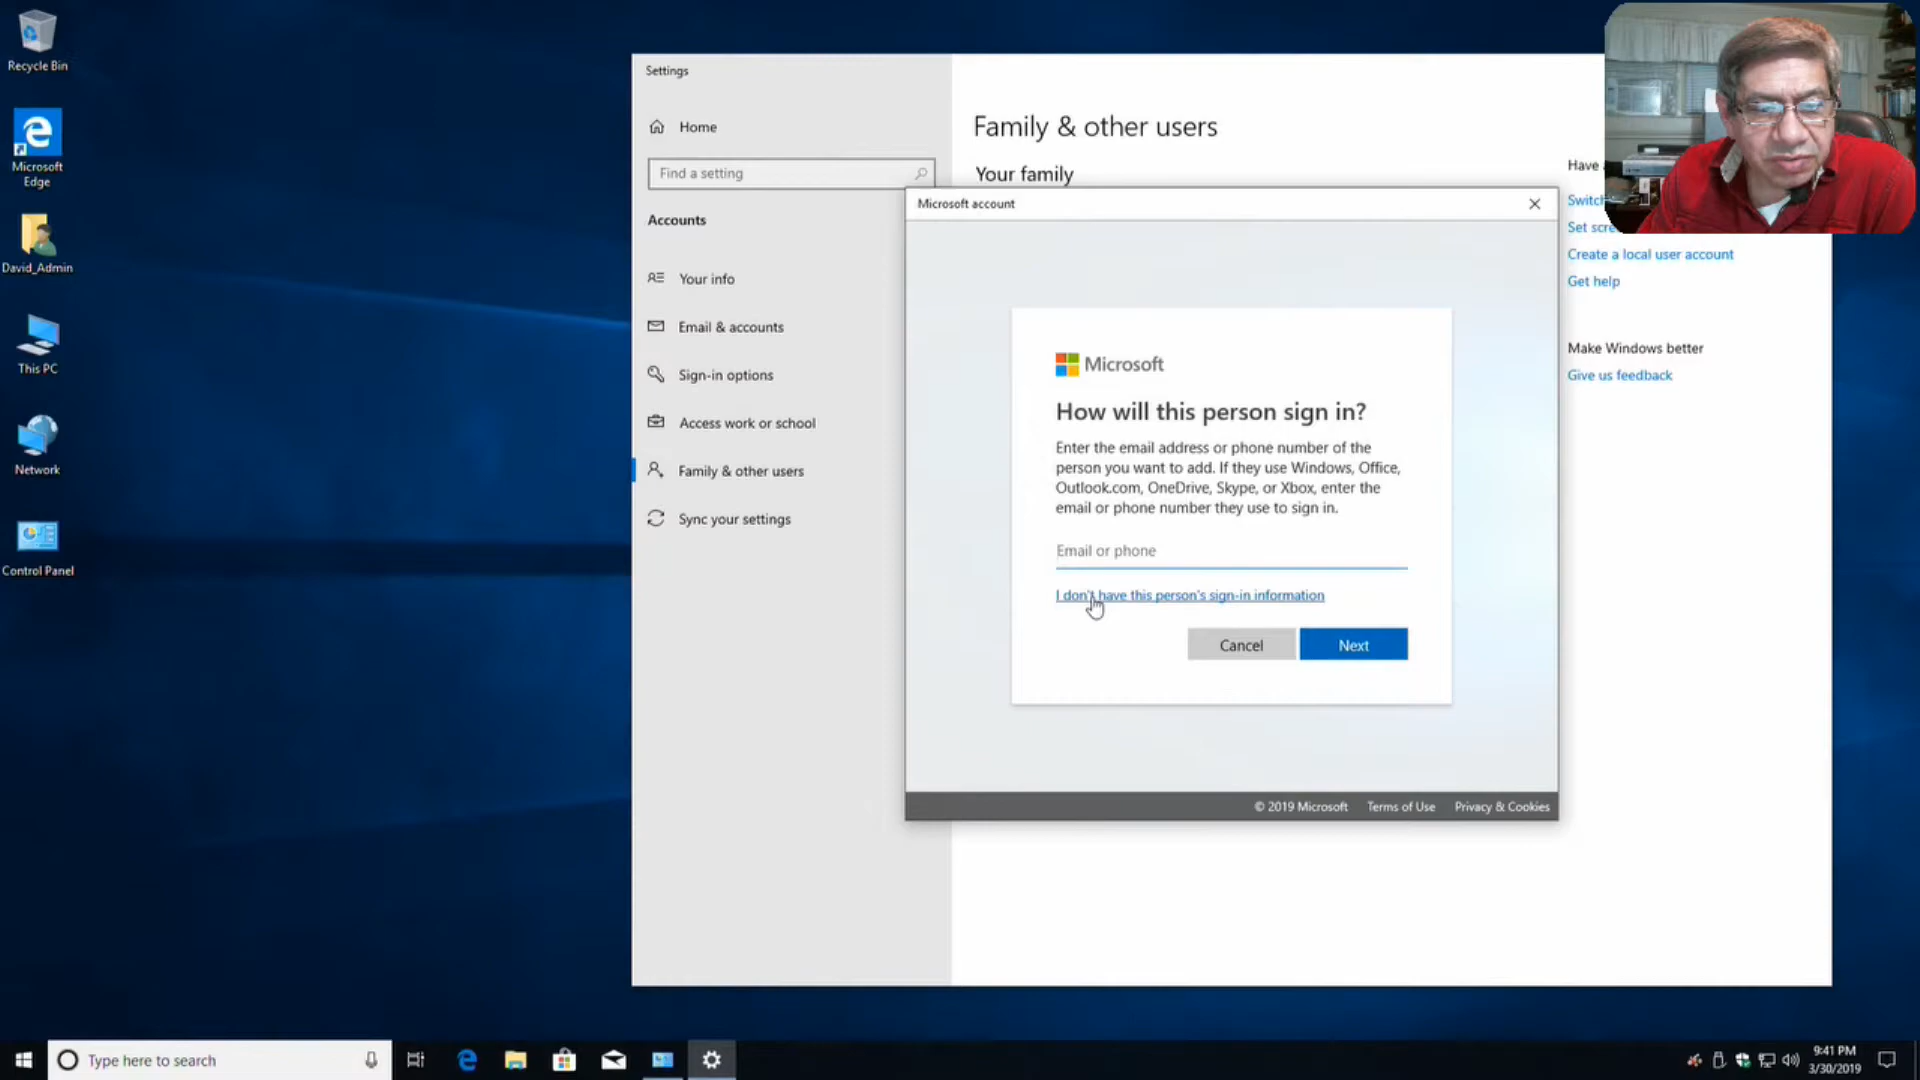 Recycle Bin
Microsoft
Edge
David_Admin
This PC
Network
Control Panel
Settings
Home
Find a setting
Accounts
Your info
Email & accounts
Sign-in options
Access work or school
Family & other users
Sync your settings
Family & other users
Your family
Have
Switch
Set scre
Create a local user account
Get help
Make Windows better
Give us feedback
Microsoft account
Microsoft
How will this person sign in?
Enter the email address or phone number of the
person you want to add. If they use Windows, Office,
Outlook.com, OneDrive, Skype, or Xbox, enter the
email or phone number they use to sign in.
Email or phone
I don't have this person's sign-in information
Cancel
Next
© 2019 Microsoft Terms of Use Privacy & Cookies
Type here to search
9:41 PM
3/30/2019